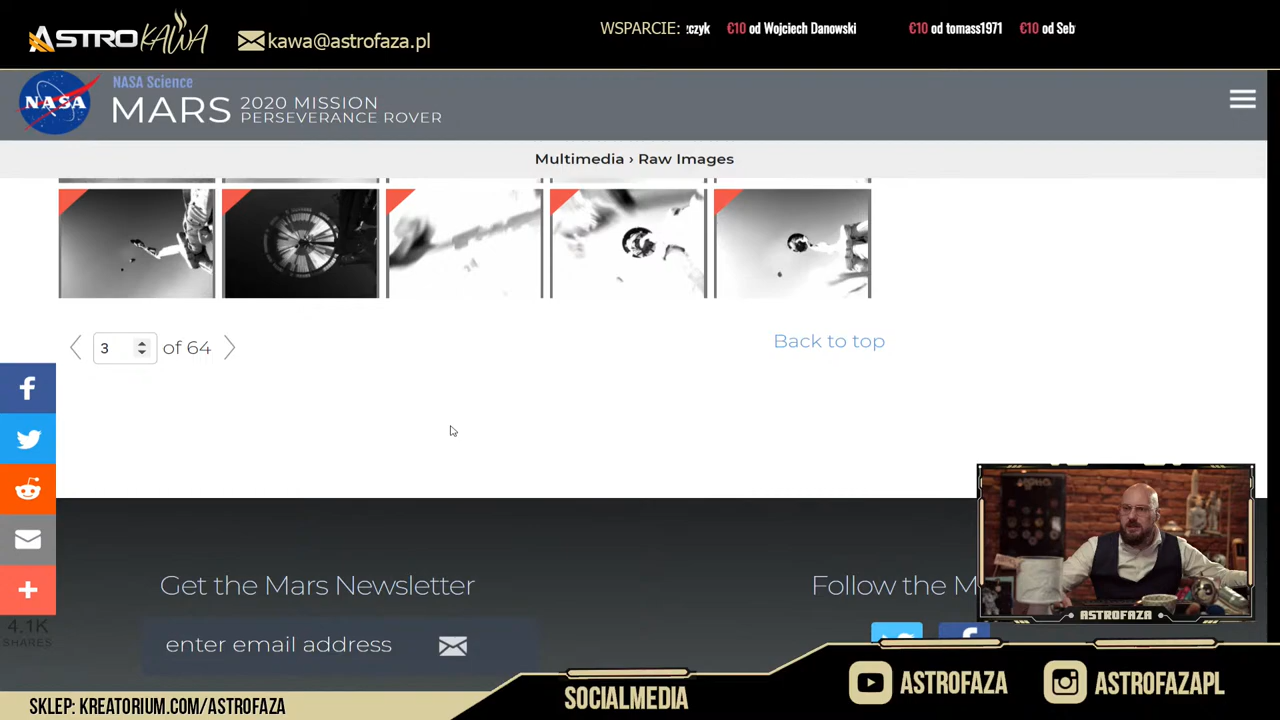 ASTRO KAWA
kawa@astrofaza.pl
WSPARCIE: zczyk €10 od Wojciech Danowski €10 od tomass1971 €10 od Seb
NASA
NASA Science
MARS 2020 MISSION
PERSEVERANCE ROVER
Multimedia › Raw Images
3 of 64
Back to top
4.1K
SHARES
Get the Mars Newsletter
Follow the M
enter email address
ASTROFAZA
SKLEP: KREATORIUM.COM/ASTROFAZA
SOCIALMEDIA
ASTROFAZA
ASTROFAZAPL